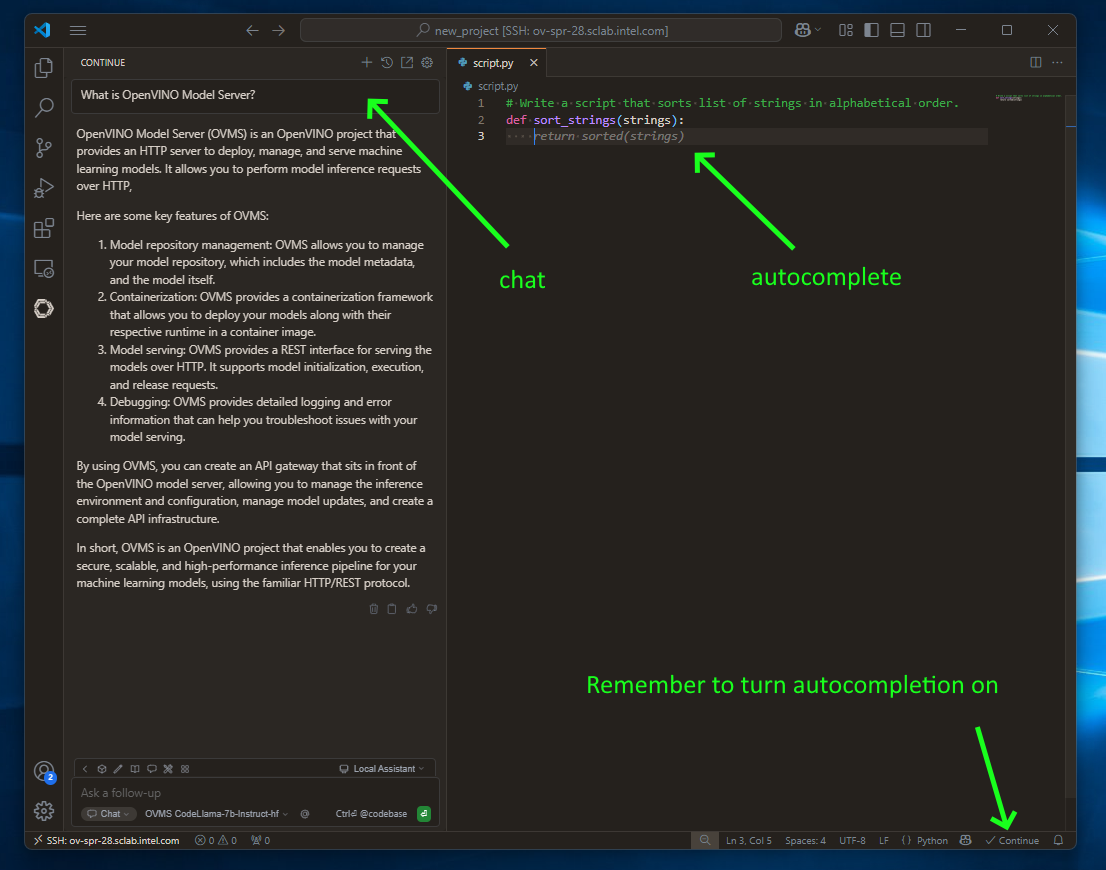 new_project [SSH: ov-spr-28.sclab.intel.com]
CONTINUE
What is OpenVINO Model Server?
OpenVINO Model Server (OVMS) is an OpenVINO project that
provides an HTTP server to deploy, manage, and serve machine
learning models. It allows you to perform model inference requests
over HTTP,
Here are some key features of OVMS:
1. Model repository management: OVMS allows you to manage
your model repository, which includes the model metadata,
and the model itself.
2. Containerization: OVMS provides a containerization framework
that allows you to deploy your models along with their
respective runtime in a container image.
3. Model serving: OVMS provides a REST interface for serving the
models over HTTP. It supports model initialization, execution,
and release requests.
4. Debugging: OVMS provides detailed logging and error
information that can help you troubleshoot issues with your
model serving.
By using OVMS, you can create an API gateway that sits in front of
the OpenVINO model server, allowing you to manage the inference
environment and configuration, manage model updates, and create a
complete API infrastructure.
In short, OVMS is an OpenVINO project that enables you to create a
secure, scalable, and high-performance inference pipeline for your
machine learning models, using the familiar HTTP/REST protocol.
Local Assistant
Ask a follow-up
Chat OVMS CodeLlama-7b-Instruct-hf @ Ctrl⏎ @codebase
script.py
script.py
1 # Write a script that sorts list of strings in alphabetical order.
2 def sort_strings(strings):
3 return sorted(strings)
chat
autocomplete
Remember to turn autocompletion on
2
SSH: ov-spr-28.sclab.intel.com 0 0 0 Ln 3, Col 5 Spaces: 4 UTF-8 LF { } Python Continue